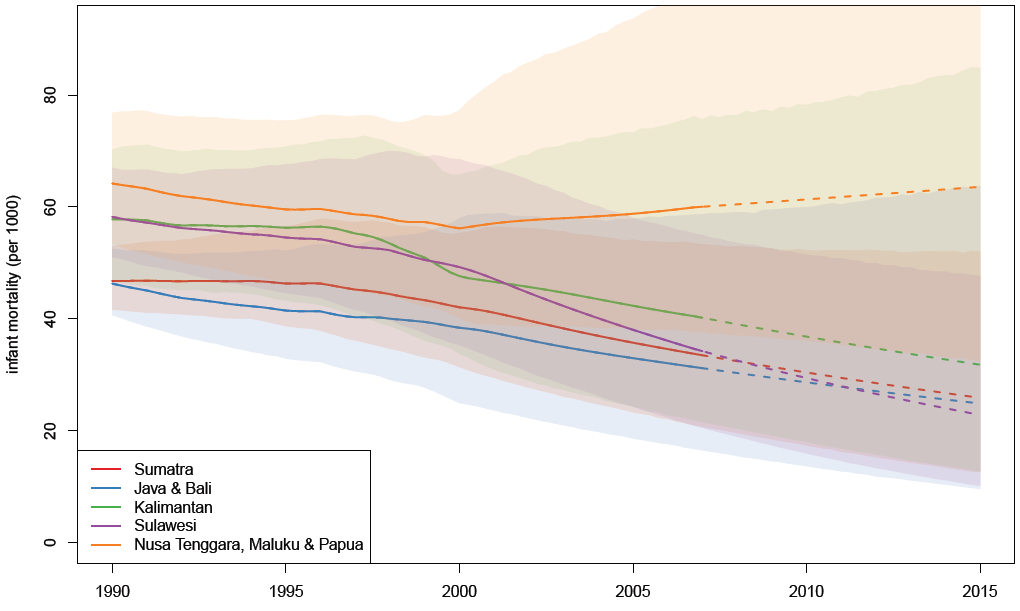 infant mortality (per 1000)
80
60
40
20
0
Sumatra
Java & Bali
Kalimantan
Sulawesi
Nusa Tenggara, Maluku & Papua
1990 1995 2000 2005 2010 2015